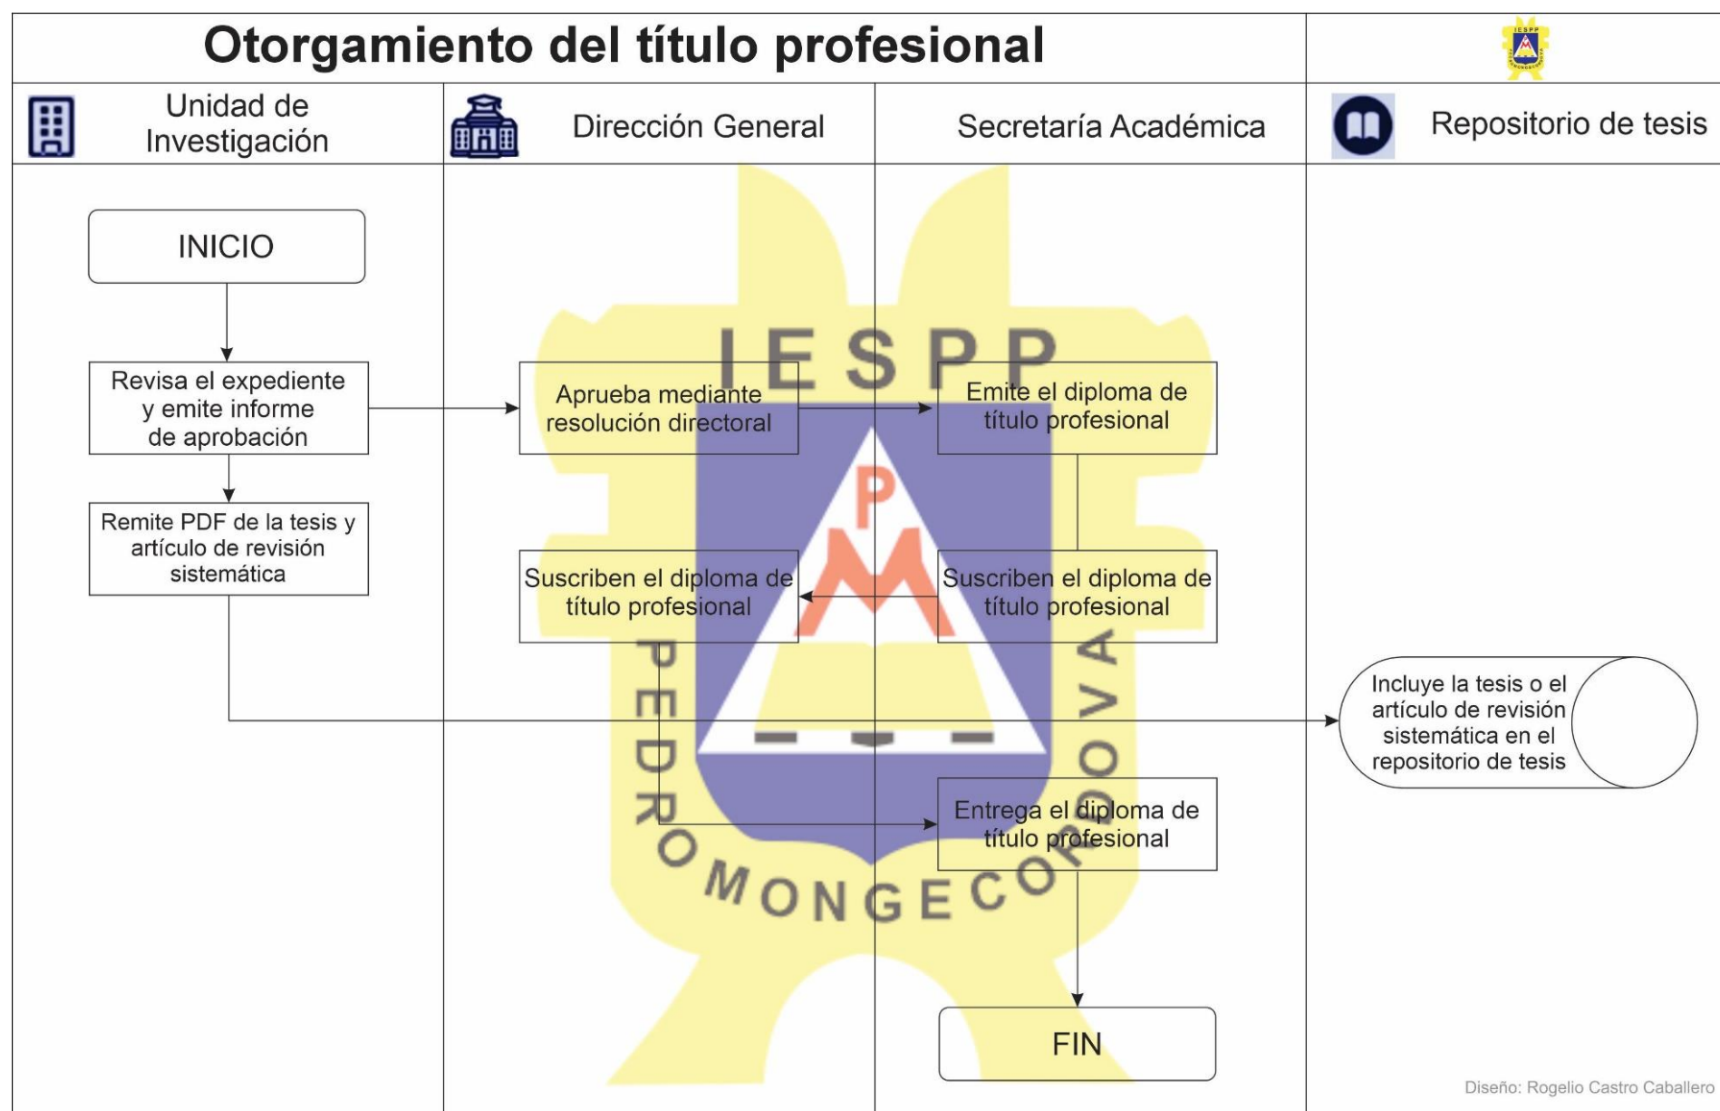 Otorgamiento del título profesional
IESPP
Unidad de
Investigación
Dirección General
Secretaría Académica
Repositorio de tesis
INICIO
IESPP
Revisa el expediente
y emite informe
de aprobación
Aprueba mediante
resolución directoral
Emite el diploma de
título profesional
P
M
Remite PDF de la tesis y
artículo de revisión
sistemática
Suscriben el diploma de
título profesional
Suscriben el diploma de
título profesional
Incluye la tesis o el
artículo de revisión
sistemática en el
repositorio de tesis
Entrega el diploma de
título profesional
PEDRO MONGE CORDOVA
FIN
Diseño: Rogelio Castro Caballero